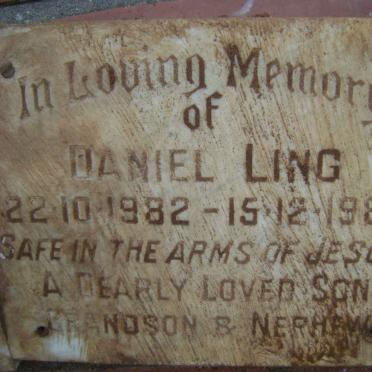 In Loving Memory
of
DANIEL LING
22·10·1982 - 15·12·198
SAFE IN THE ARMS OF JESU
A DEARLY LOVED SON
GRANDSON & NEPHEW